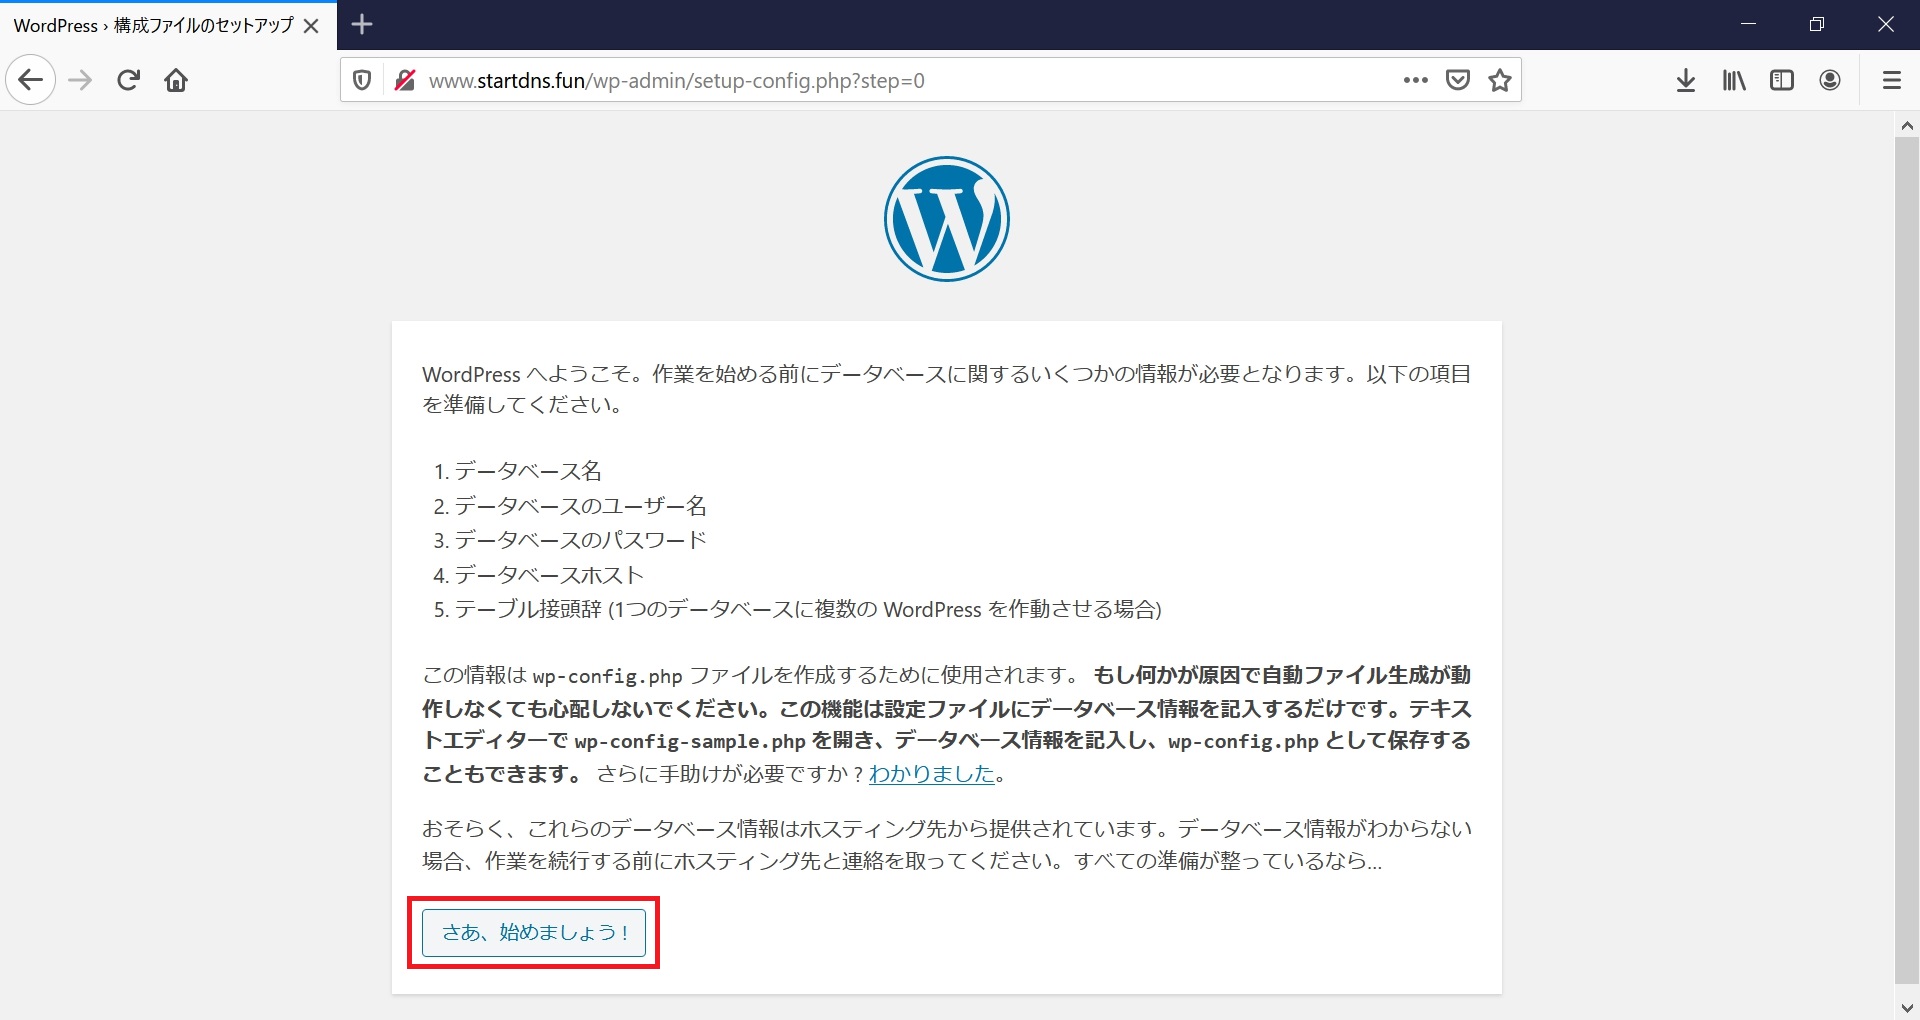 WordPress › 構成ファイルのセットアップ
www.startdns.fun/wp-admin/setup-config.php?step=0
WordPress へようこそ。作業を始める前にデータベースに関するいくつかの情報が必要となります。以下の項目
を準備してください。
1. データベース名
2. データベースのユーザー名
3. データベースのパスワード
4. データベースホスト
5. テーブル接頭辞 (1つのデータベースに複数の WordPress を作動させる場合)
この情報は wp-config.php ファイルを作成するために使用されます。 もし何かが原因で自動ファイル生成が動
作しなくても心配しないでください。この機能は設定ファイルにデータベース情報を記入するだけです。テキス
トエディターで wp-config-sample.php を開き、データベース情報を記入し、wp-config.php として保存する
こともできます。 さらに手助けが必要ですか ? わかりました。
おそらく、これらのデータベース情報はホスティング先から提供されています。データベース情報がわからない
場合、作業を続行する前にホスティング先と連絡を取ってください。すべての準備が整っているなら…
さあ、始めましょう !